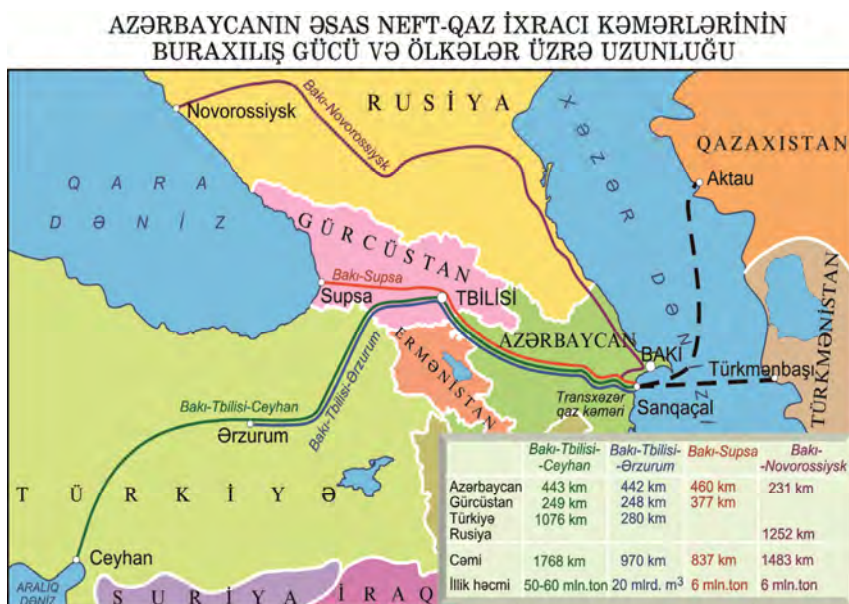 AZƏRBAYCANIN ƏSAS NEFT-QAZ İXRACI KƏMƏRLƏRİNİN
BURAXILIŞ GÜCÜ VƏ ÖLKƏLƏR ÜZRƏ UZUNLUĞU
Novorossiysk
Bakı-Novorossiysk
RUSİYA
XƏZƏR DƏNİZİ
QAZAXISTAN
Aktau
QARA
DƏNİZ
GÜRCÜSTAN
Bakı-Supsa
Supsa
TBİLİSİ
AZƏRBAYCAN
BAKI
ERMƏNİSTAN
Türkmənbaşı
TÜRKMƏNİSTAN
Transxəzər
qaz kəməri
Sanqaçal
Bakı-Tbilisi-Ceyhan
Bakı-Tbilisi-Ərzurum
Ərzurum
TÜRKİYƏ
Ceyhan
ARALIQ
DƏNİZ
SURİYA
İRAQ
Bakı-Tbilisi- Bakı-Tbilisi- Bakı-Supsa Bakı-
-Ceyhan -Ərzurum -Novorossiysk
Azərbaycan 443 km 442 km 460 km 231 km
Gürcüstan 249 km 248 km 377 km
Türkiyə 1076 km 280 km
Rusiya 1252 km
Cəmi 1768 km 970 km 837 km 1483 km
İllik həcmi 50-60 mln.ton 20 mlrd. m³ 6 mln.ton 6 mln.ton